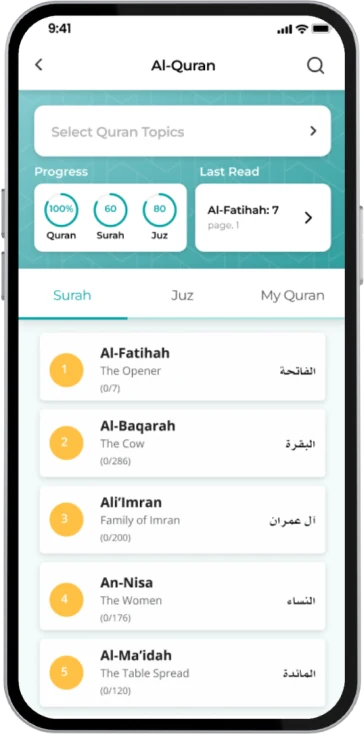 9:41
Al-Quran
Select Quran Topics
Progress
Last Read
100%
60
80
Quran
Surah
Juz
Al-Fatihah: 7
page. 1
Surah
Juz
My Quran
1
Al-Fatihah
The Opener
(0/7)
الفاتحة
2
Al-Baqarah
The Cow
(0/286)
البقرة
3
Ali’Imran
Family of Imran
(0/200)
آل عمران
4
An-Nisa
The Women
(0/176)
النساء
5
Al-Ma’idah
The Table Spread
(0/120)
المائدة